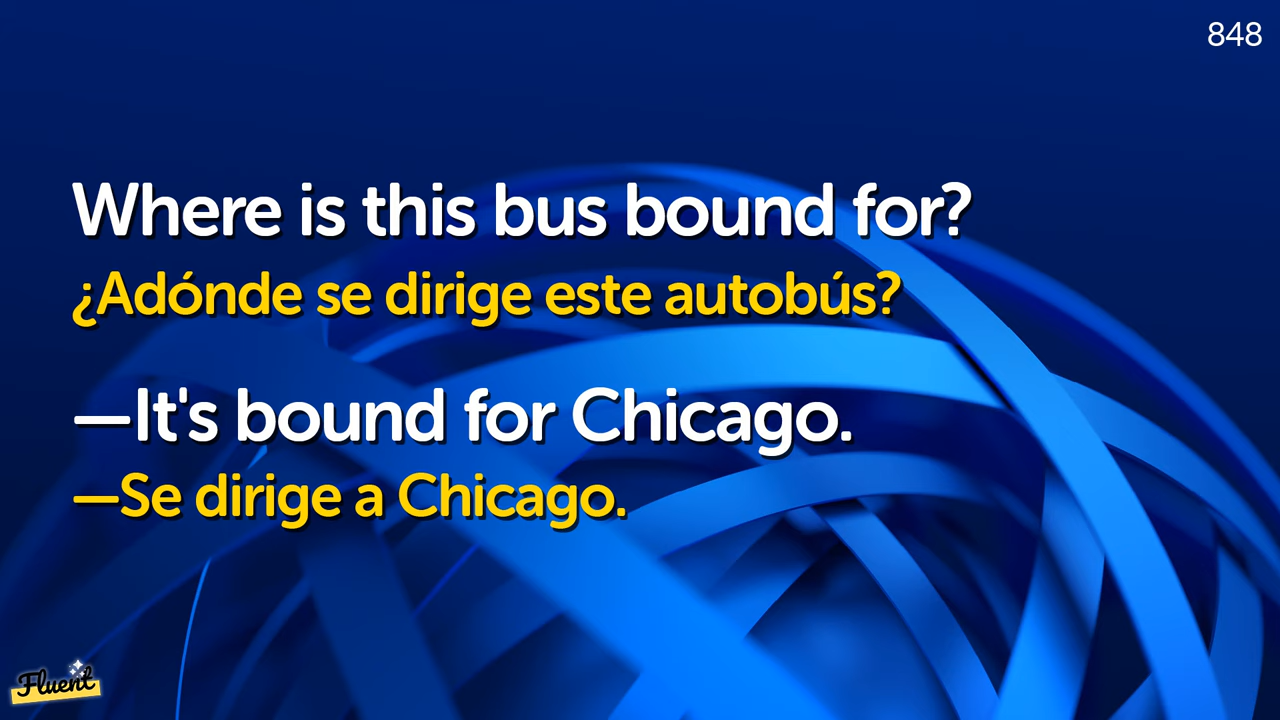 848
Where is this bus bound for?
¿Adónde se dirige este autobús?
—It's bound for Chicago.
—Se dirige a Chicago.
Fluent